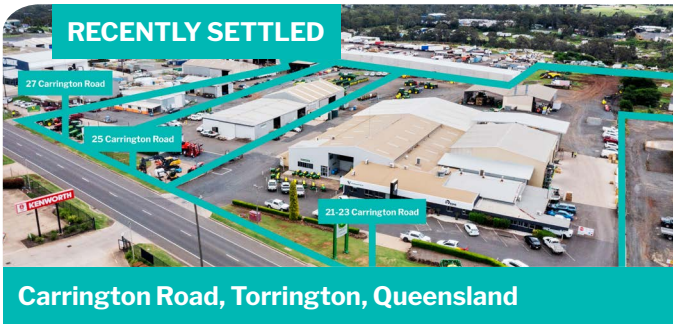 RECENTLY SETTLED
27 Carrington Road
25 Carrington Road
KENWORTH
21-23 Carrington Road
Carrington Road, Torrington, Queensland